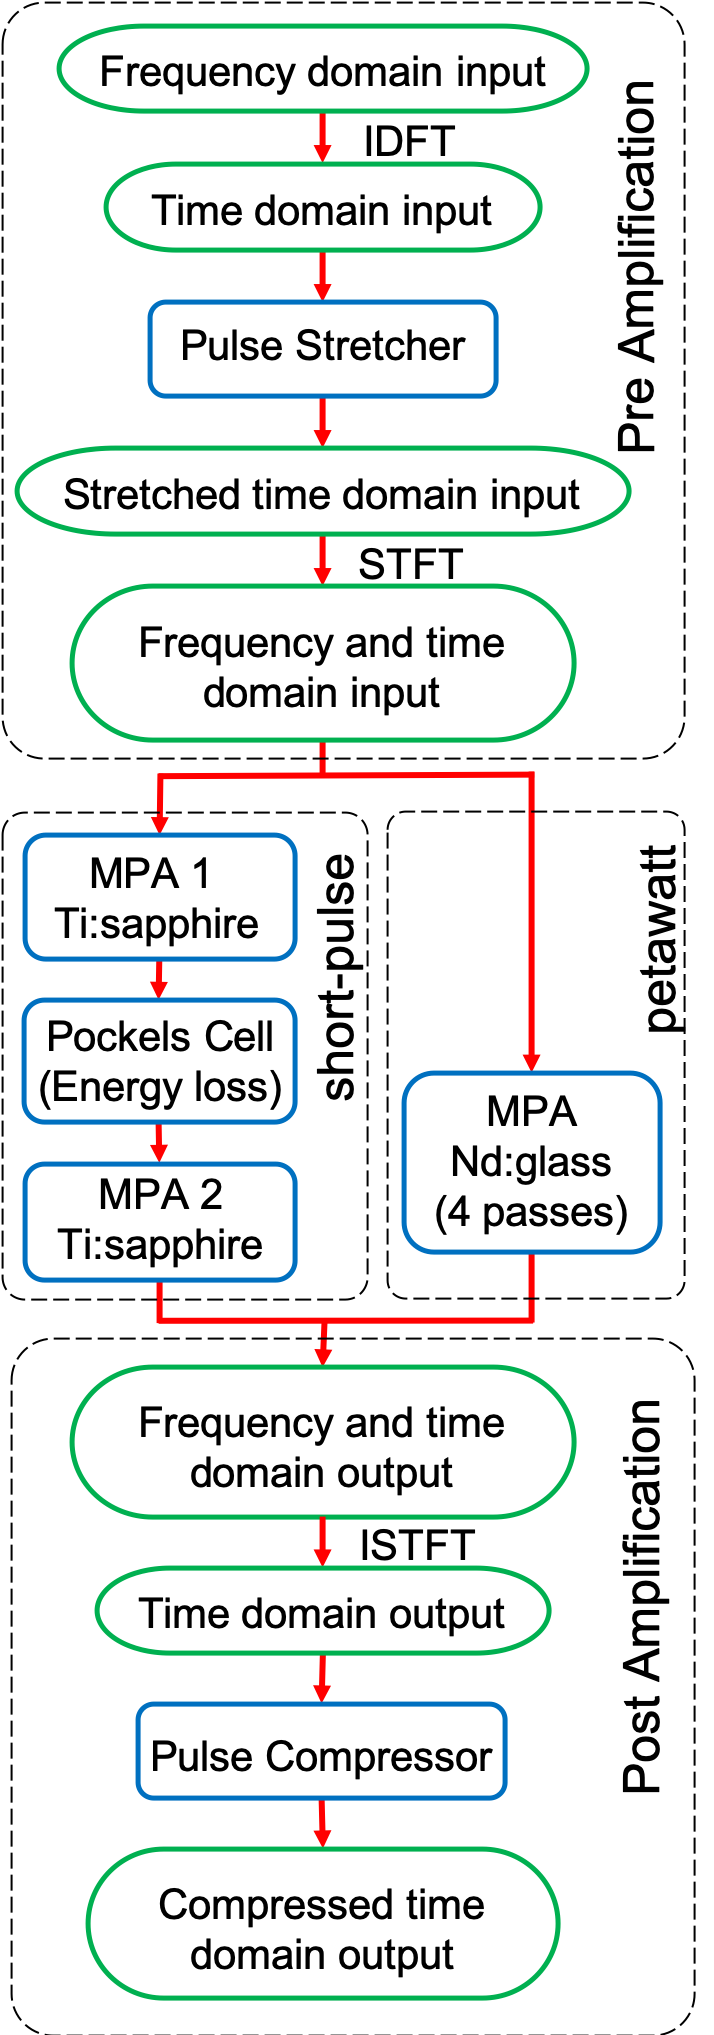 Frequency domain input
IDFT
Time domain input
Pulse Stretcher
Stretched time domain input
STFT
Frequency and time
domain input
Pre Amplification
MPA 1
Ti:sapphire
Pockels Cell
(Energy loss)
MPA 2
Ti:sapphire
short-pulse
MPA
Nd:glass
(4 passes)
petawatt
Frequency and time
domain output
ISTFT
Time domain output
Pulse Compressor
Compressed time
domain output
Post Amplification